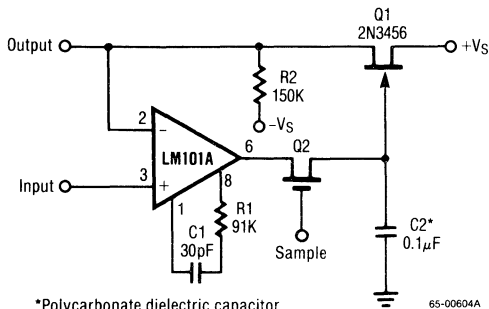 Q1
2N3456
Output
+VS
R2
150K
-VS
2
LM101A
6
Q2
3
8
Input
1
R1
91K
C1
30pF
Sample
C2*
0.1μF
*Polycarbonate dielectric capacitor
65-00604A